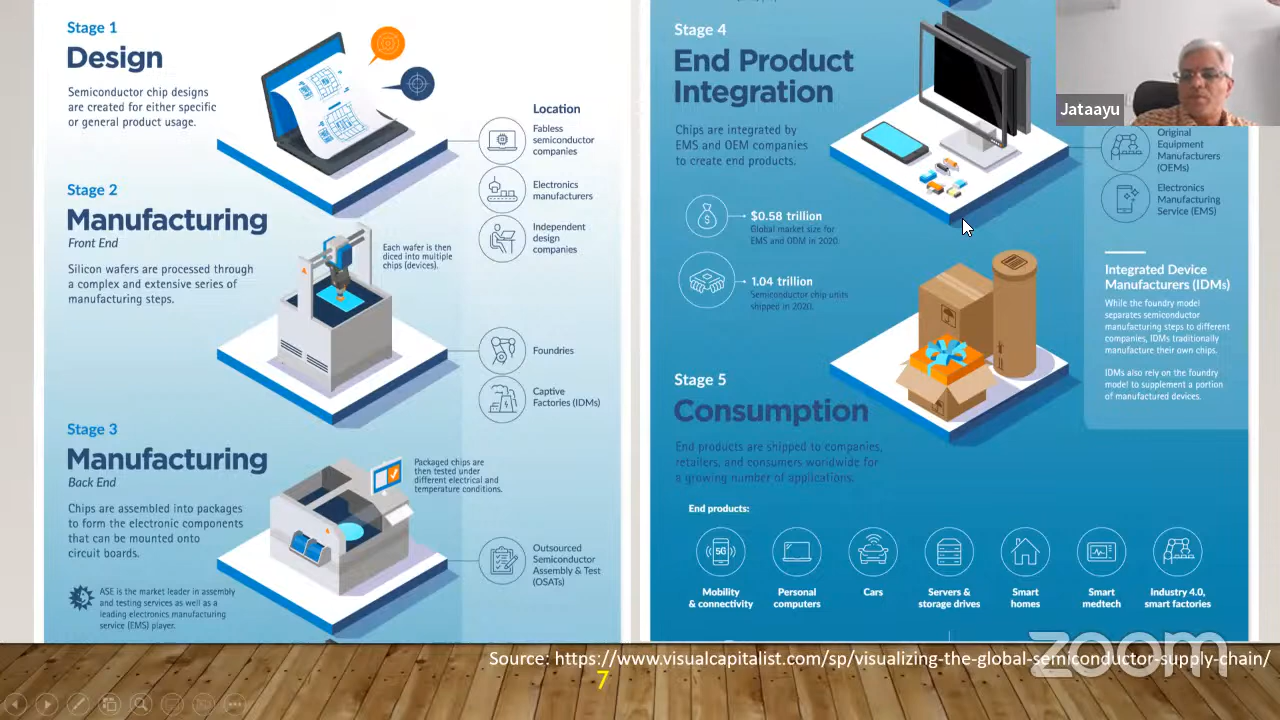 Stage 1
Design
Semiconductor chip designs
are created for either specific
or general product usage.
Location
Fabless
semiconductor
companies
Electronics
manufacturers
Independent
design
companies
Stage 2
Manufacturing
Front End
Silicon wafers are processed through
a complex and extensive series of
manufacturing steps.
Each wafer is then
diced into multiple
chips (devices).
Foundries
Captive
Factories (IDMs)
Stage 3
Manufacturing
Back End
Chips are assembled into packages
to form the electronic components
that can be mounted onto
circuit boards.
Packaged chips are
then tested under
different electrical and
temperature conditions.
Outsourced
Semiconductor
Assembly & Test
(OSATs)
ASE is the market leader in assembly
and testing services as well as a
leading electronics manufacturing
service (EMS) player.
Stage 4
End Product
Integration
Chips are integrated by
EMS and OEM companies
to create end products.
Jataayu
Original
Equipment
Manufacturers
(OEMs)
Electronics
Manufacturing
Service (EMS)
$0.58 trillion
Global market size for
EMS and ODM in 2020.
1.04 trillion
Semiconductor chip units
shipped in 2020.
Integrated Device
Manufacturers (IDMs)
While the foundry model
separates semiconductor
manufacturing steps to different
companies, IDMs traditionally
manufacture their own chips.
IDMs also rely on the foundry
model to supplement a portion
of manufactured devices.
Stage 5
Consumption
End products are shipped to companies,
retailers, and consumers worldwide for
a growing number of applications.
End products:
5G
Mobility
& connectivity
Personal
computers
Cars
Servers &
storage drives
Smart
homes
Smart
medtech
Industry 4.0,
smart factories
zoom
Source: https://www.visualcapitalist.com/sp/visualizing-the-global-semiconductor-supply-chain/
7